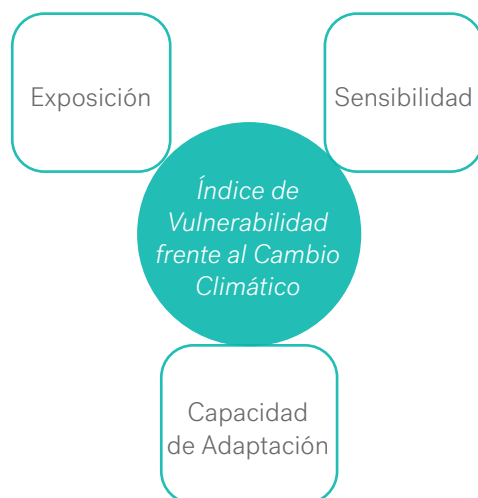 Exposición
Sensibilidad
Índice de
Vulnerabilidad
frente al Cambio
Climático
Capacidad
de Adaptación